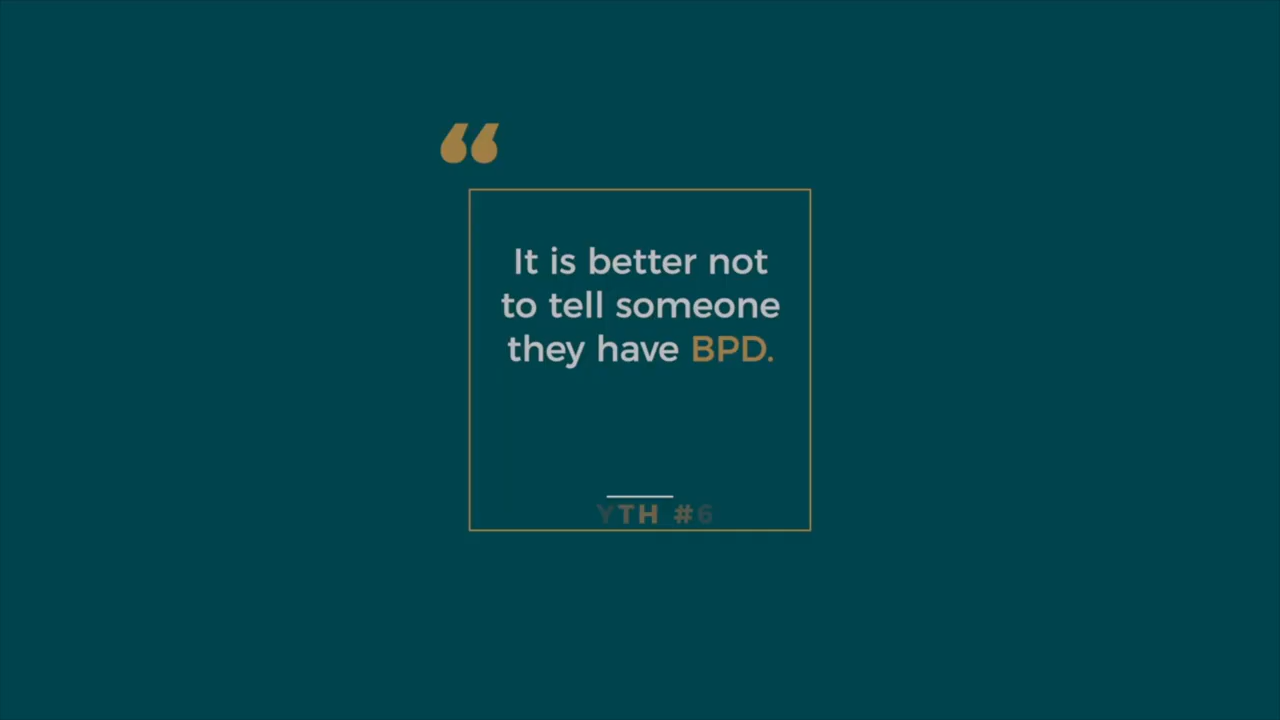 “
It is better not
to tell someone
they have BPD.
YTH #6